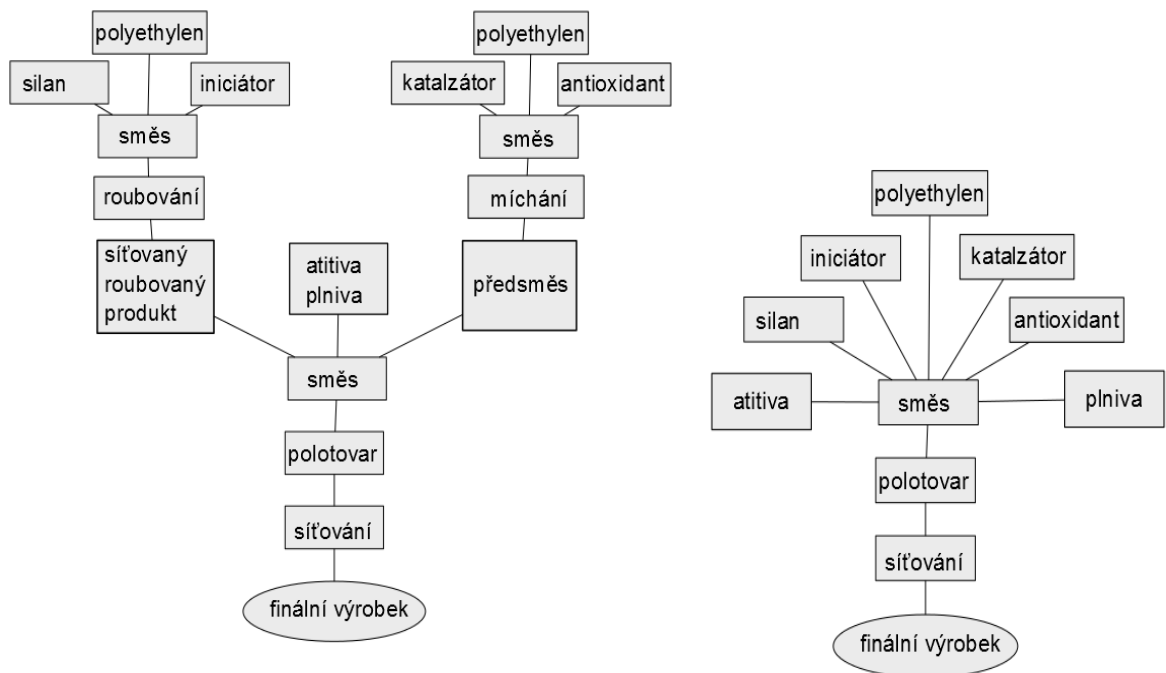 polyethylen
silan
iniciátor
směs
roubování
síťovaný
roubovaný
produkt
polyethylen
katalzátor
antioxidant
směs
míchání
předsměs
atitiva
plniva
směs
polotovar
síťování
finální výrobek
polyethylen
iniciátor
katalzátor
silan
antioxidant
atitiva
směs
plniva
polotovar
síťování
finální výrobek